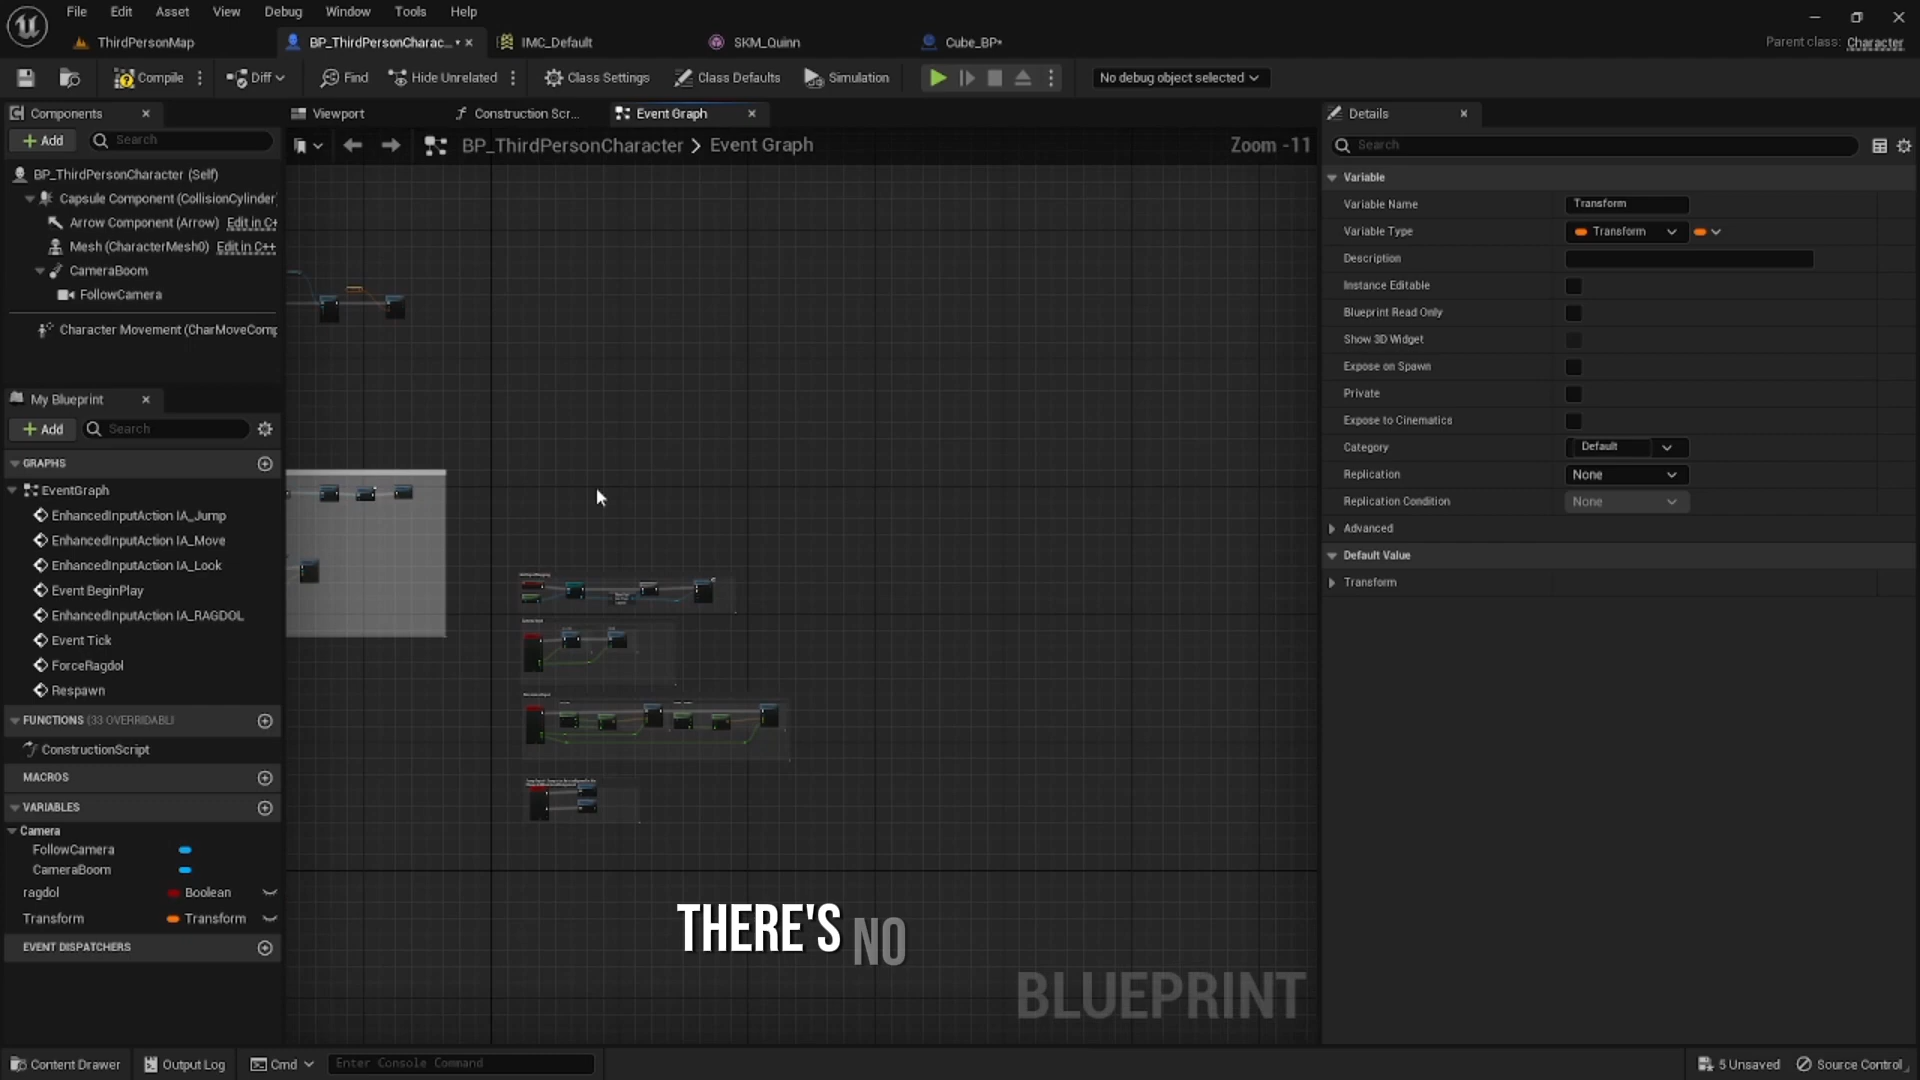 File Edit Asset View Debug Window Tools Help
ThirdPersonMap BP_ThirdPersonCharac... • IMC_Default SKM_Quinn Cube_BP*
Parent class: Character
Compile Diff Find Hide Unrelated Class Settings Class Defaults Simulation No debug object selected
Components
Add Search
BP_ThirdPersonCharacter (Self)
Capsule Component (CollisionCylinder)
Arrow Component (Arrow) Edit in C+
Mesh (CharacterMesh0) Edit in C++
CameraBoom
FollowCamera
Character Movement (CharMoveComp
My Blueprint
Add Search
GRAPHS
EventGraph
EnhancedInputAction IA_Jump
EnhancedInputAction IA_Move
EnhancedInputAction IA_Look
Event BeginPlay
EnhancedInputAction IA_RAGDOL
Event Tick
ForceRagdol
Respawn
FUNCTIONS (33 OVERRIDABLI
ConstructionScript
MACROS
VARIABLES
Camera
FollowCamera
CameraBoom
ragdol Boolean
Transform Transform
EVENT DISPATCHERS
Viewport Construction Scr... Event Graph
BP_ThirdPersonCharacter > Event Graph
Zoom -11
THERE'S NO
BLUEPRINT
Details
Search
Variable
Variable Name Transform
Variable Type Transform
Description
Instance Editable
Blueprint Read Only
Show 3D Widget
Expose on Spawn
Private
Expose to Cinematics
Category Default
Replication None
Replication Condition None
Advanced
Default Value
Transform
Content Drawer Output Log Cmd Enter Console Command
5 Unsaved Source Control